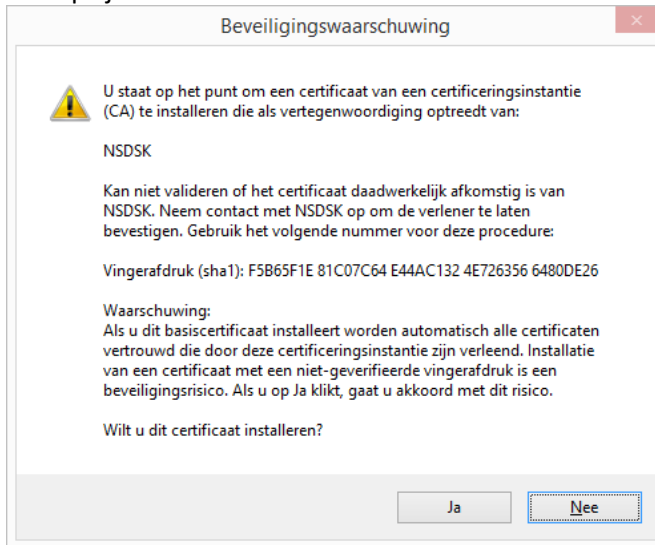 Beveiligingswaarschuwing
U staat op het punt om een certificaat van een certificeringsinstantie
(CA) te installeren die als vertegenwoordiging optreedt van:
NSDSK
Kan niet valideren of het certificaat daadwerkelijk afkomstig is van
NSDSK. Neem contact met NSDSK op om de verlener te laten
bevestigen. Gebruik het volgende nummer voor deze procedure:
Vingerafdruk (sha1): F5B65F1E 81C07C64 E44AC132 4E726356 6480DE26
Waarschuwing:
Als u dit basiscertificaat installeert worden automatisch alle certificaten
vertrouwd die door deze certificeringsinstantie zijn verleend. Installatie
van een certificaat met een niet-geverifieerde vingerafdruk is een
beveiligingsrisico. Als u op Ja klikt, gaat u akkoord met dit risico.
Wilt u dit certificaat installeren?
Ja
Nee